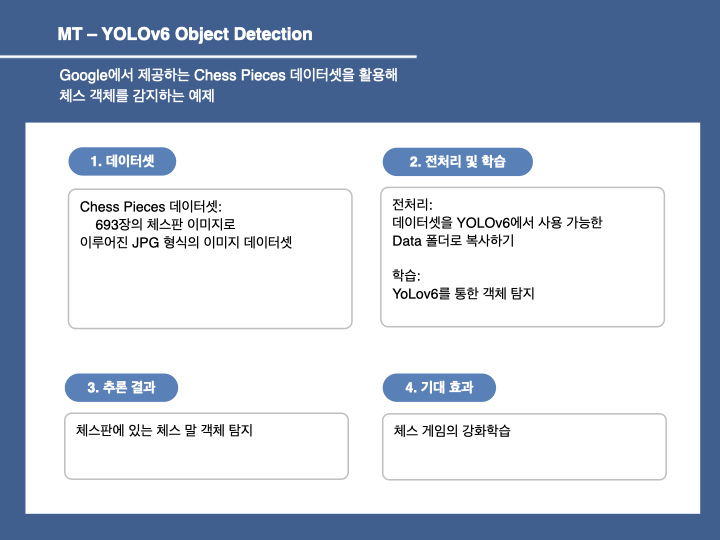 MT – YOLOv6 Object Detection
Google에서 제공하는 Chess Pieces 데이터셋을 활용해
체스 객체를 감지하는 예제
1. 데이터셋
Chess Pieces 데이터셋:
693장의 체스판 이미지로
이루어진 JPG 형식의 이미지 데이터셋
2. 전처리 및 학습
전처리:
데이터셋을 YOLOv6에서 사용 가능한
Data 폴더로 복사하기
학습:
YoLov6를 통한 객체 탐지
3. 추론 결과
체스판에 있는 체스 말 객체 탐지
4. 기대 효과
체스 게임의 강화학습